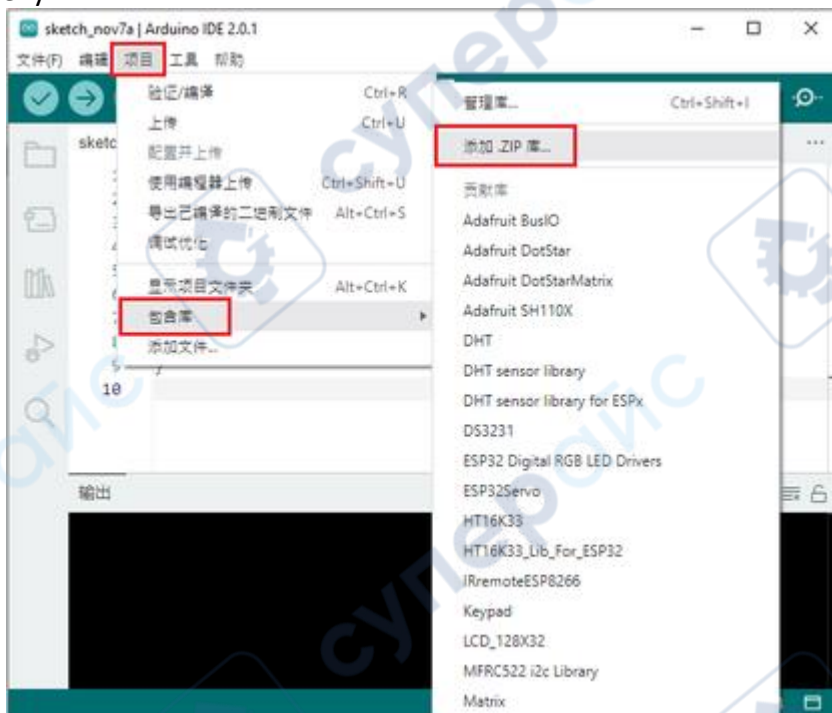 sketch_nov7a | Arduino IDE 2.0.1
文件(F) 编辑 项目 工具 帮助
验证/编译 Ctrl+R
上传 Ctrl+U
配置并上传
使用编程器上传 Ctrl+Shift+U
导出已编译的二进制文件 Alt+Ctrl+S
调试优化
显示项目文件夹 Alt+Ctrl+K
包含库
添加文件...
管理库... Ctrl+Shift+I
添加 .ZIP 库...
贡献库
Adafruit BusIO
Adafruit DotStar
Adafruit DotStarMatrix
Adafruit SH110X
DHT
DHT sensor library
DHT sensor library for ESPx
DS3231
ESP32 Digital RGB LED Drivers
ESP32Servo
HT16K33
HT16K33_Lib_For_ESP32
IRremoteESP8266
Keypad
LCD_128X32
MFRC522 i2c Library
Matrix
sketc
10
输出